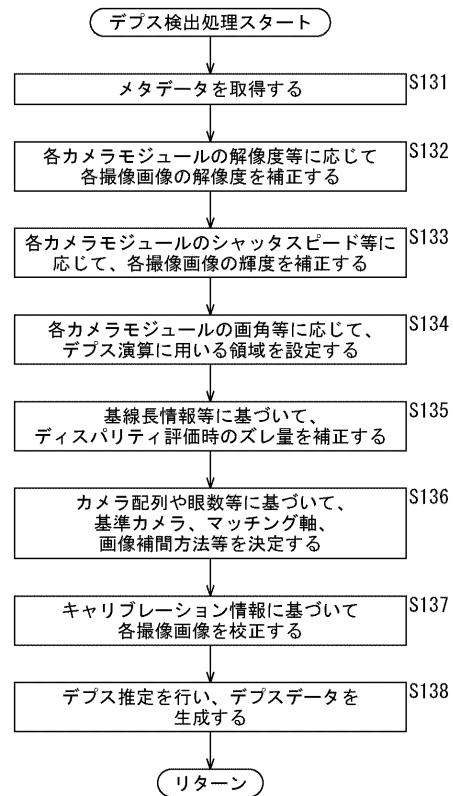 デプス検出処理スタート
S131
メタデータを取得する
S132
各カメラモジュールの解像度等に応じて
各撮像画像の解像度を補正する
S133
各カメラモジュールのシャッタスピード等に
応じて、各撮像画像の輝度を補正する
S134
各カメラモジュールの画角等に応じて、
デプス演算に用いる領域を設定する
S135
基線長情報等に基づいて、
ディスパリティ評価時のズレ量を補正する
S136
カメラ配列や眼数等に基づいて、
基準カメラ、マッチング軸、
画像補間方法等を決定する
S137
キャリブレーション情報に基づいて
各撮像画像を校正する
S138
デプス推定を行い、デプスデータを
生成する
リターン